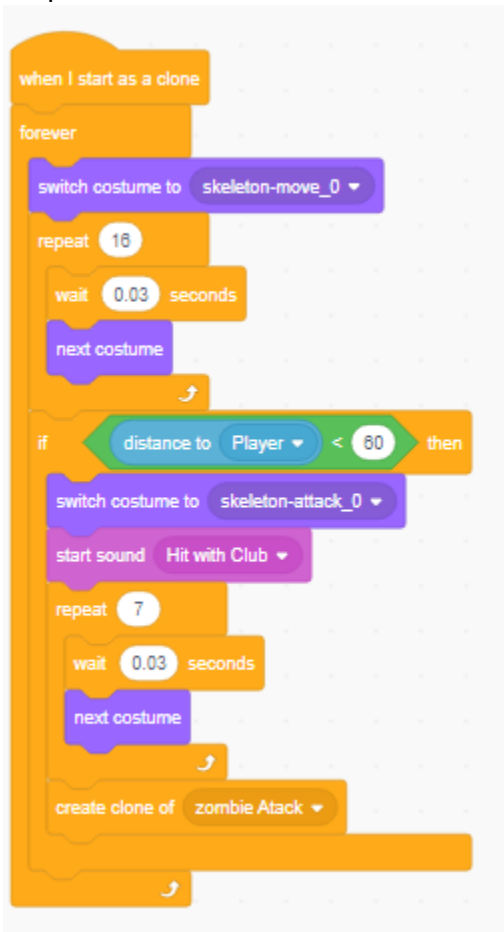 when I start as a clone
forever
switch costume to skeleton-move_0
repeat 16
wait 0.03 seconds
next costume
if distance to Player < 60 then
switch costume to skeleton-attack_0
start sound Hit with Club
repeat 7
wait 0.03 seconds
next costume
create clone of zombie Atack